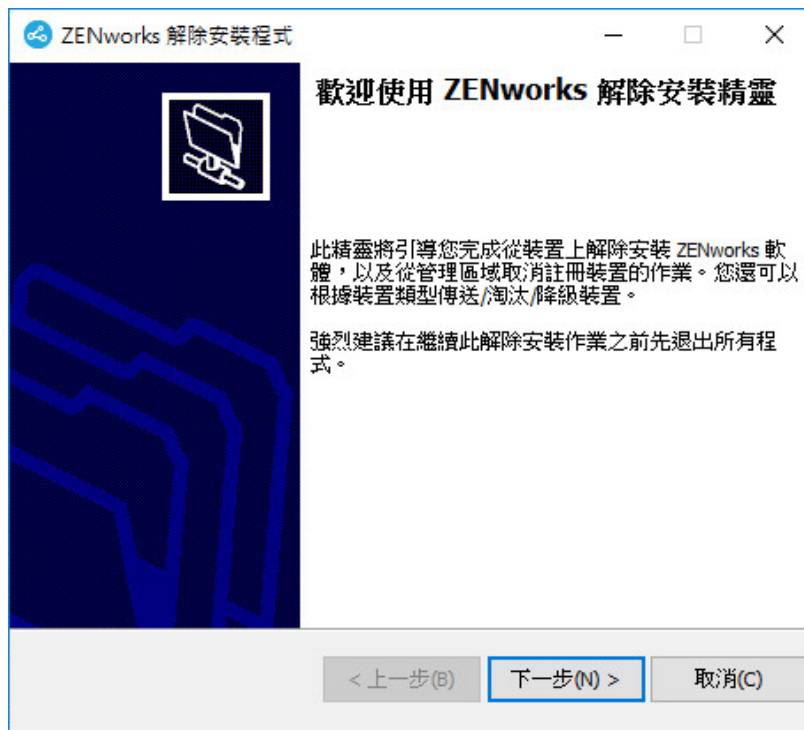 ZENworks 解除安裝程式
歡迎使用 ZENworks 解除安裝精靈
此精靈將引導您完成從裝置上解除安裝 ZENworks 軟
體，以及從管理區域取消註冊裝置的作業。您還可以
根據裝置類型傳送/淘汰/降級裝置。
強烈建議在繼續此解除安裝作業之前先退出所有程
式。
< 上一步(B) 下一步(N) > 取消(C)